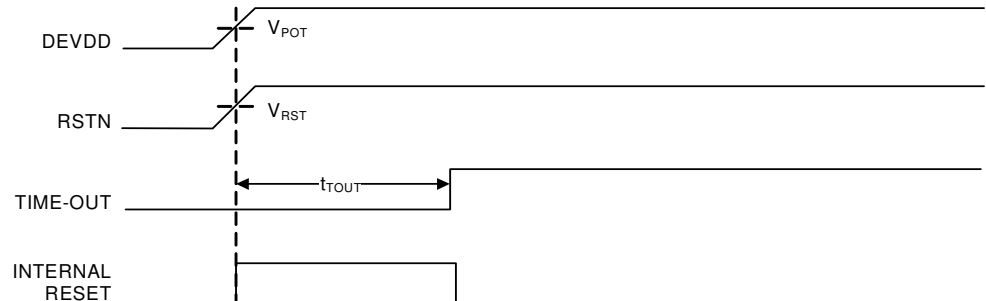 DEVDD
VPOT
RSTN
VRST
tTOUT
TIME-OUT
INTERNAL
RESET